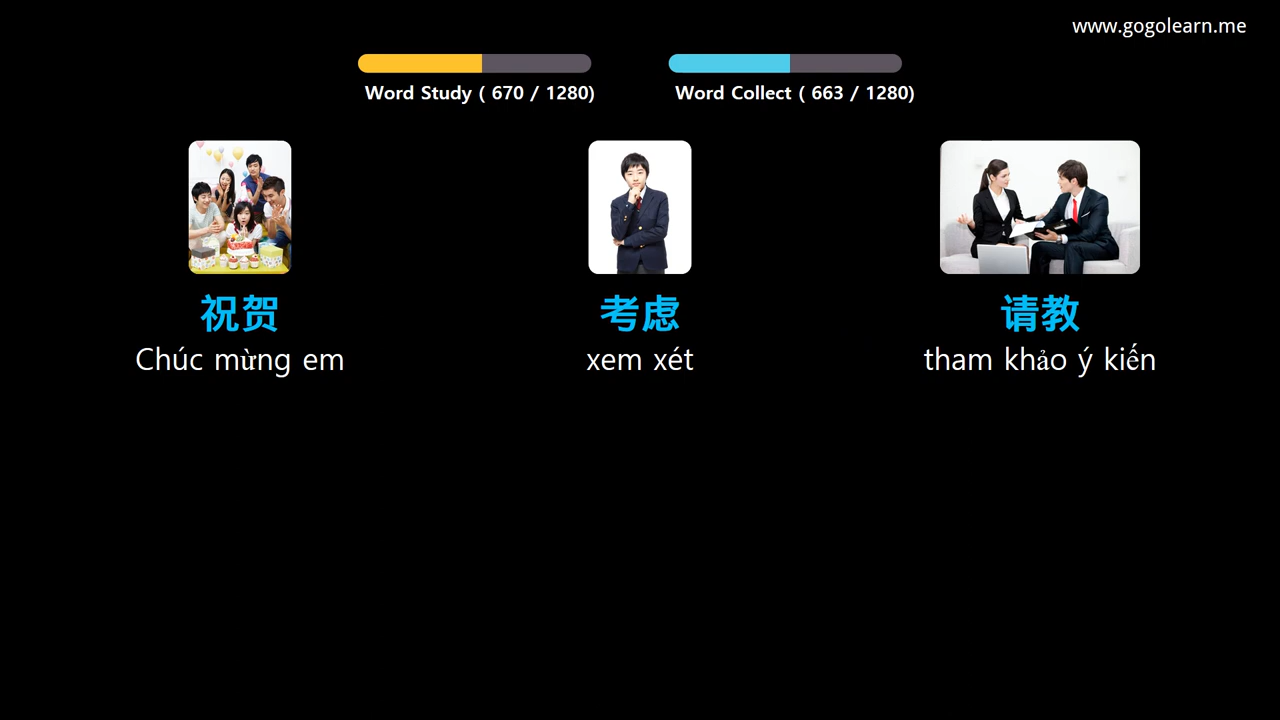 www.gogolearn.me
Word Study ( 670 / 1280)
Word Collect ( 663 / 1280)
祝贺
考虑
请教
Chúc mừng em
xem xét
tham khảo ý kiến